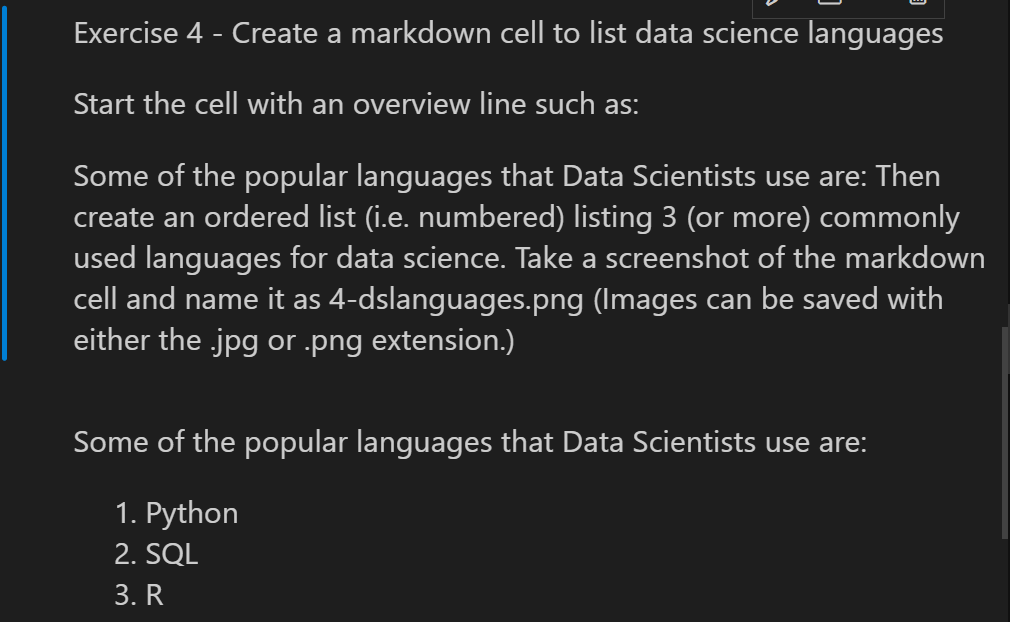 Exercise 4 - Create a markdown cell to list data science languages
Start the cell with an overview line such as:
Some of the popular languages that Data Scientists use are: Then
create an ordered list (i.e. numbered) listing 3 (or more) commonly
used languages for data science. Take a screenshot of the markdown
cell and name it as 4-dslanguages.png (Images can be saved with
either the .jpg or .png extension.)
Some of the popular languages that Data Scientists use are:
1. Python
2. SQL
3. R